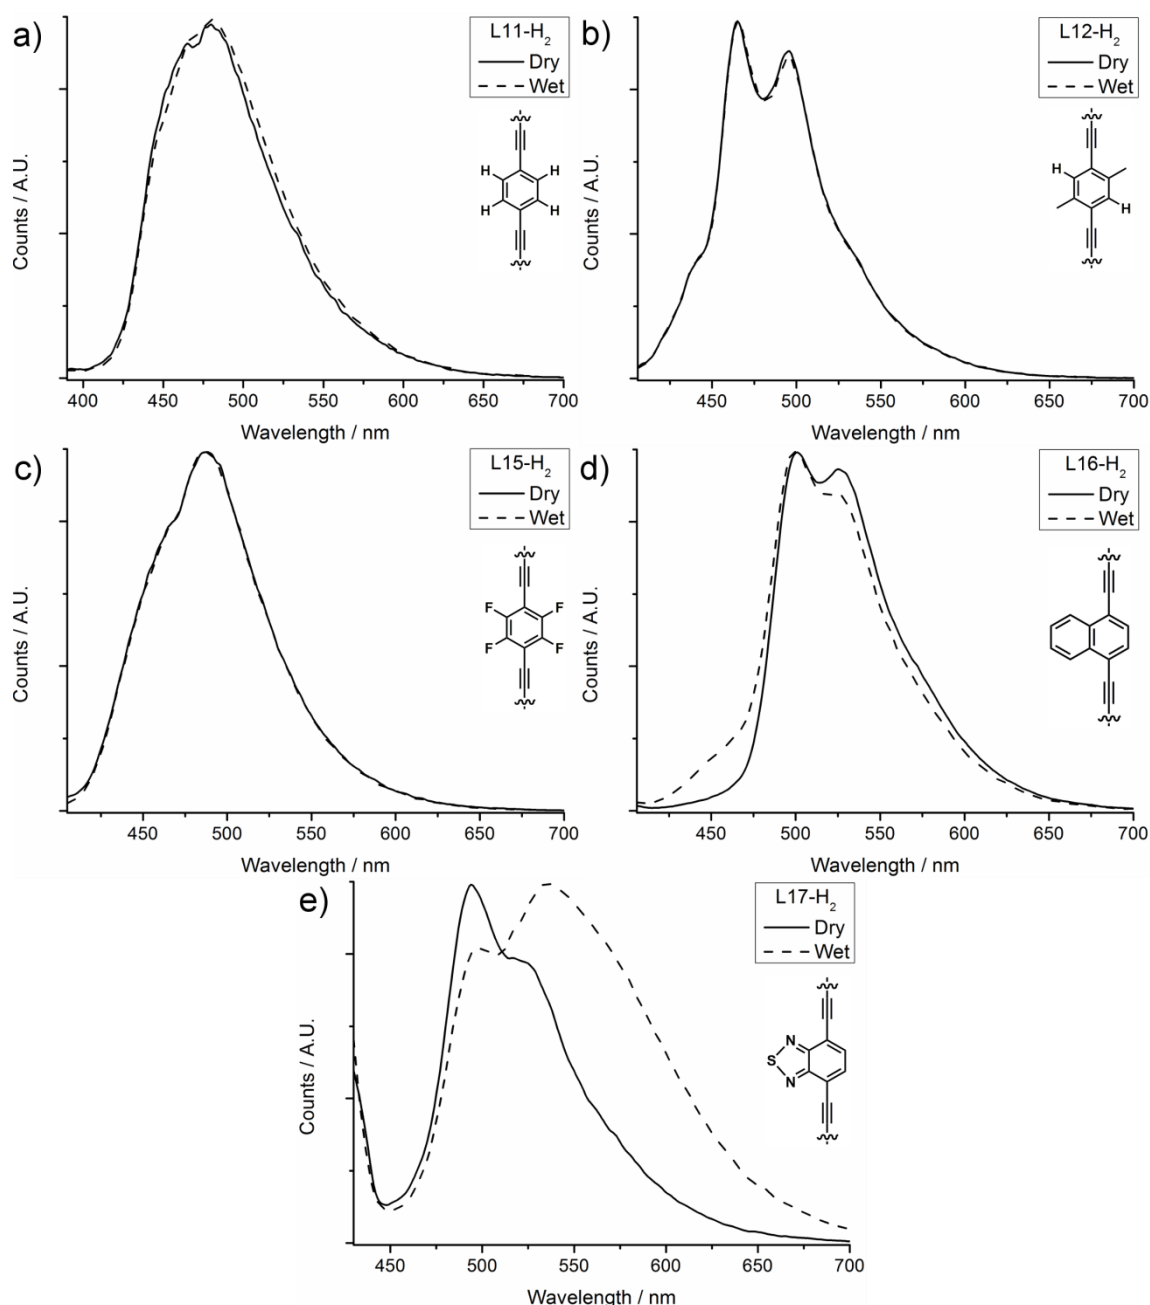 a)
L11-H2
Dry
Wet
H H
H H
Counts / A.U.
400 450 500 550 600 650 700
Wavelength / nm
b)
L12-H2
Dry
Wet
H
H
Counts / A.U.
450 500 550 600 650 700
Wavelength / nm
c)
L15-H2
Dry
Wet
F F
F F
Counts / A.U.
450 500 550 600 650 700
Wavelength / nm
d)
L16-H2
Dry
Wet
Counts / A.U.
450 500 550 600 650 700
Wavelength / nm
e)
L17-H2
Dry
Wet
N
S
N
Counts / A.U.
450 500 550 600 650 700
Wavelength / nm